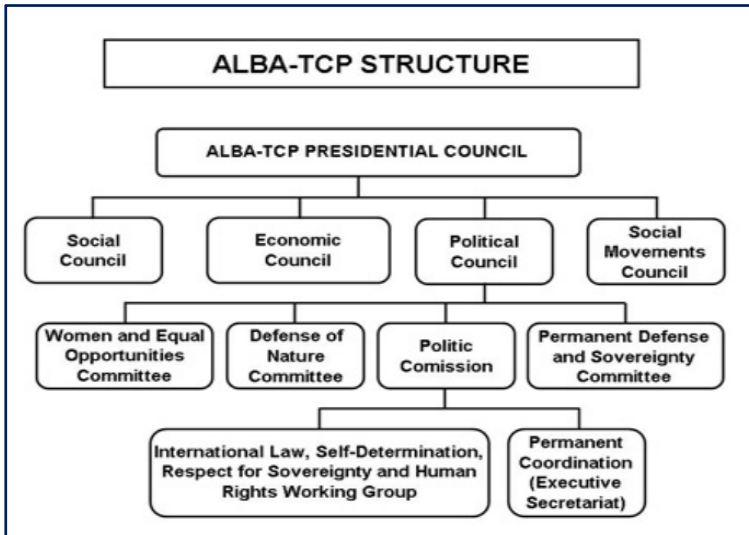 ALBA-TCP STRUCTURE
ALBA-TCP PRESIDENTIAL COUNCIL
Social
Council
Economic
Council
Political
Council
Social
Movements
Council
Women and Equal
Opportunities
Committee
Defense of
Nature
Committee
Politic
Comission
Permanent Defense
and Sovereignty
Committee
International Law, Self-Determination,
Respect for Sovereignty and Human
Rights Working Group
Permanent
Coordination
(Executive
Secretariat)